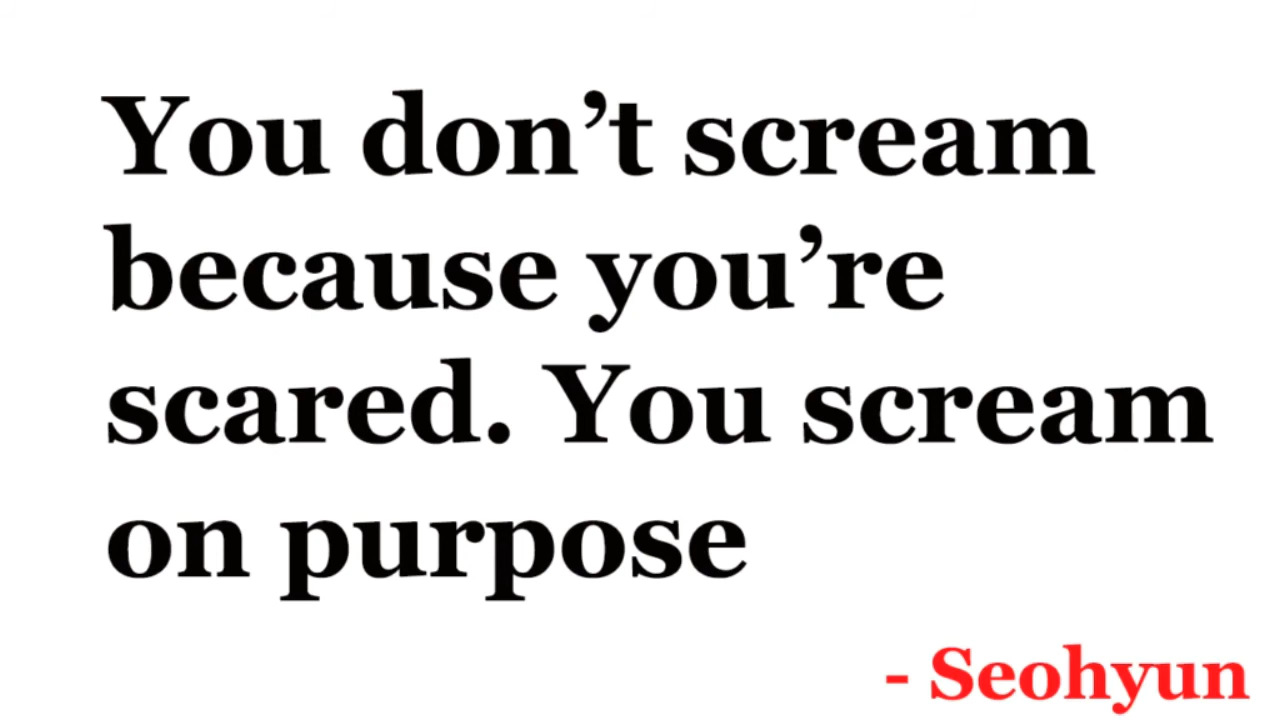 You don’t scream
because you’re
scared. You scream
on purpose
- Seohyun